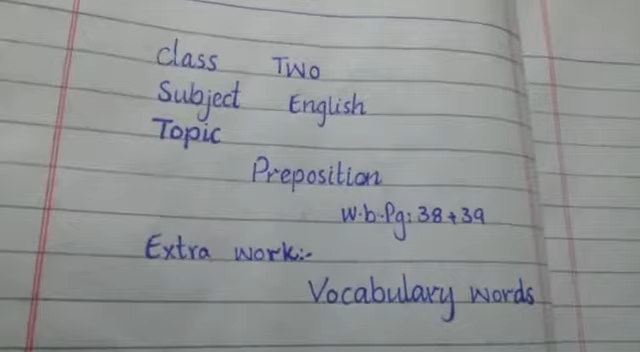 Class Two
Subject English
Topic
Preposition
W.b.Pg: 38+39
Extra work:-
Vocabulary words